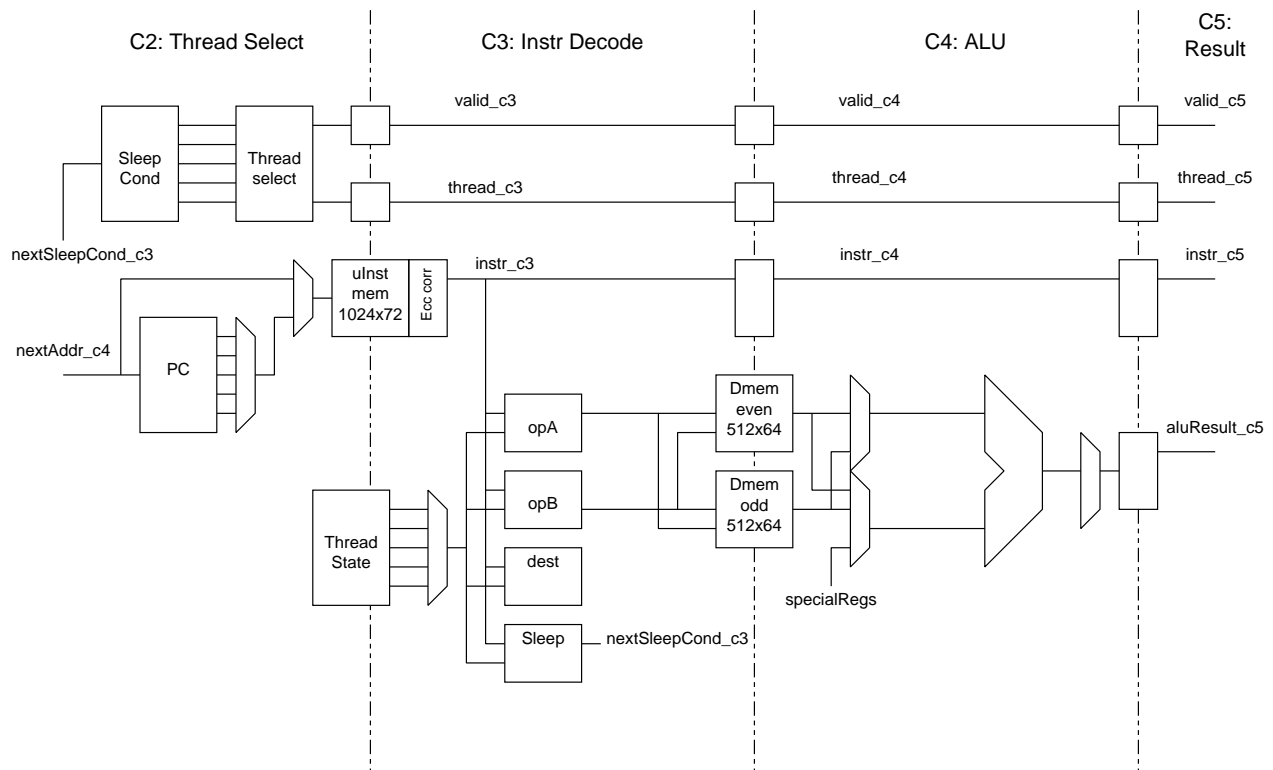 C2: Thread Select
C3: Instr Decode
C4: ALU
C5:
Result
valid_c3
valid_c4
valid_c5
Sleep
Cond
Thread
select
thread_c3
thread_c4
thread_c5
nextSleepCond_c3
uInst
mem
1024x72
Ecc corr
instr_c3
instr_c4
instr_c5
nextAddr_c4
PC
opA
Dmem
even
512x64
aluResult_c5
opB
Dmem
odd
512x64
Thread
State
dest
specialRegs
Sleep
nextSleepCond_c3